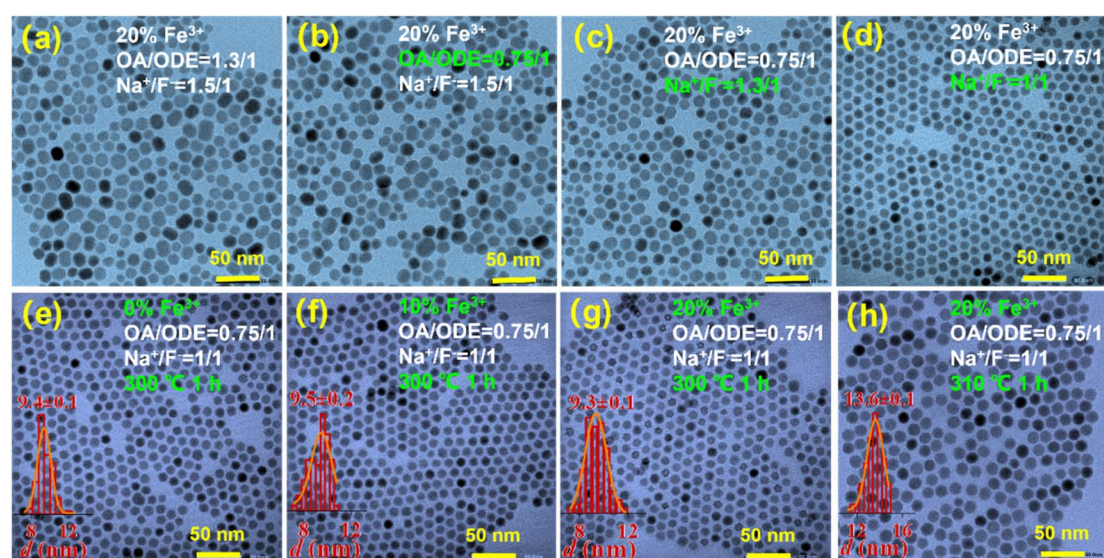 (a)
20% Fe³⁺
OA/ODE=1.3/1
Na⁺/F⁻=1.5/1
50 nm
(b)
20% Fe³⁺
OA/ODE=0.75/1
Na⁺/F⁻=1.5/1
50 nm
(c)
20% Fe³⁺
OA/ODE=0.75/1
Na⁺/F⁻=1.3/1
50 nm
(d)
20% Fe³⁺
OA/ODE=0.75/1
Na⁺/F⁻=1/1
50 nm
(e)
0% Fe³⁺
OA/ODE=0.75/1
Na⁺/F⁻=1/1
300 ℃ 1 h
9.4±0.1
8 12
d (nm)
50 nm
(f)
10% Fe³⁺
OA/ODE=0.75/1
Na⁺/F⁻=1/1
300 ℃ 1 h
9.5±0.2
8 12
d (nm)
50 nm
(g)
20% Fe³⁺
OA/ODE=0.75/1
Na⁺/F⁻=1/1
300 ℃ 1 h
9.3±0.1
8 12
d (nm)
50 nm
(h)
20% Fe³⁺
OA/ODE=0.75/1
Na⁺/F⁻=1/1
310 ℃ 1 h
13.6±0.1
12 16
d (nm)
50 nm